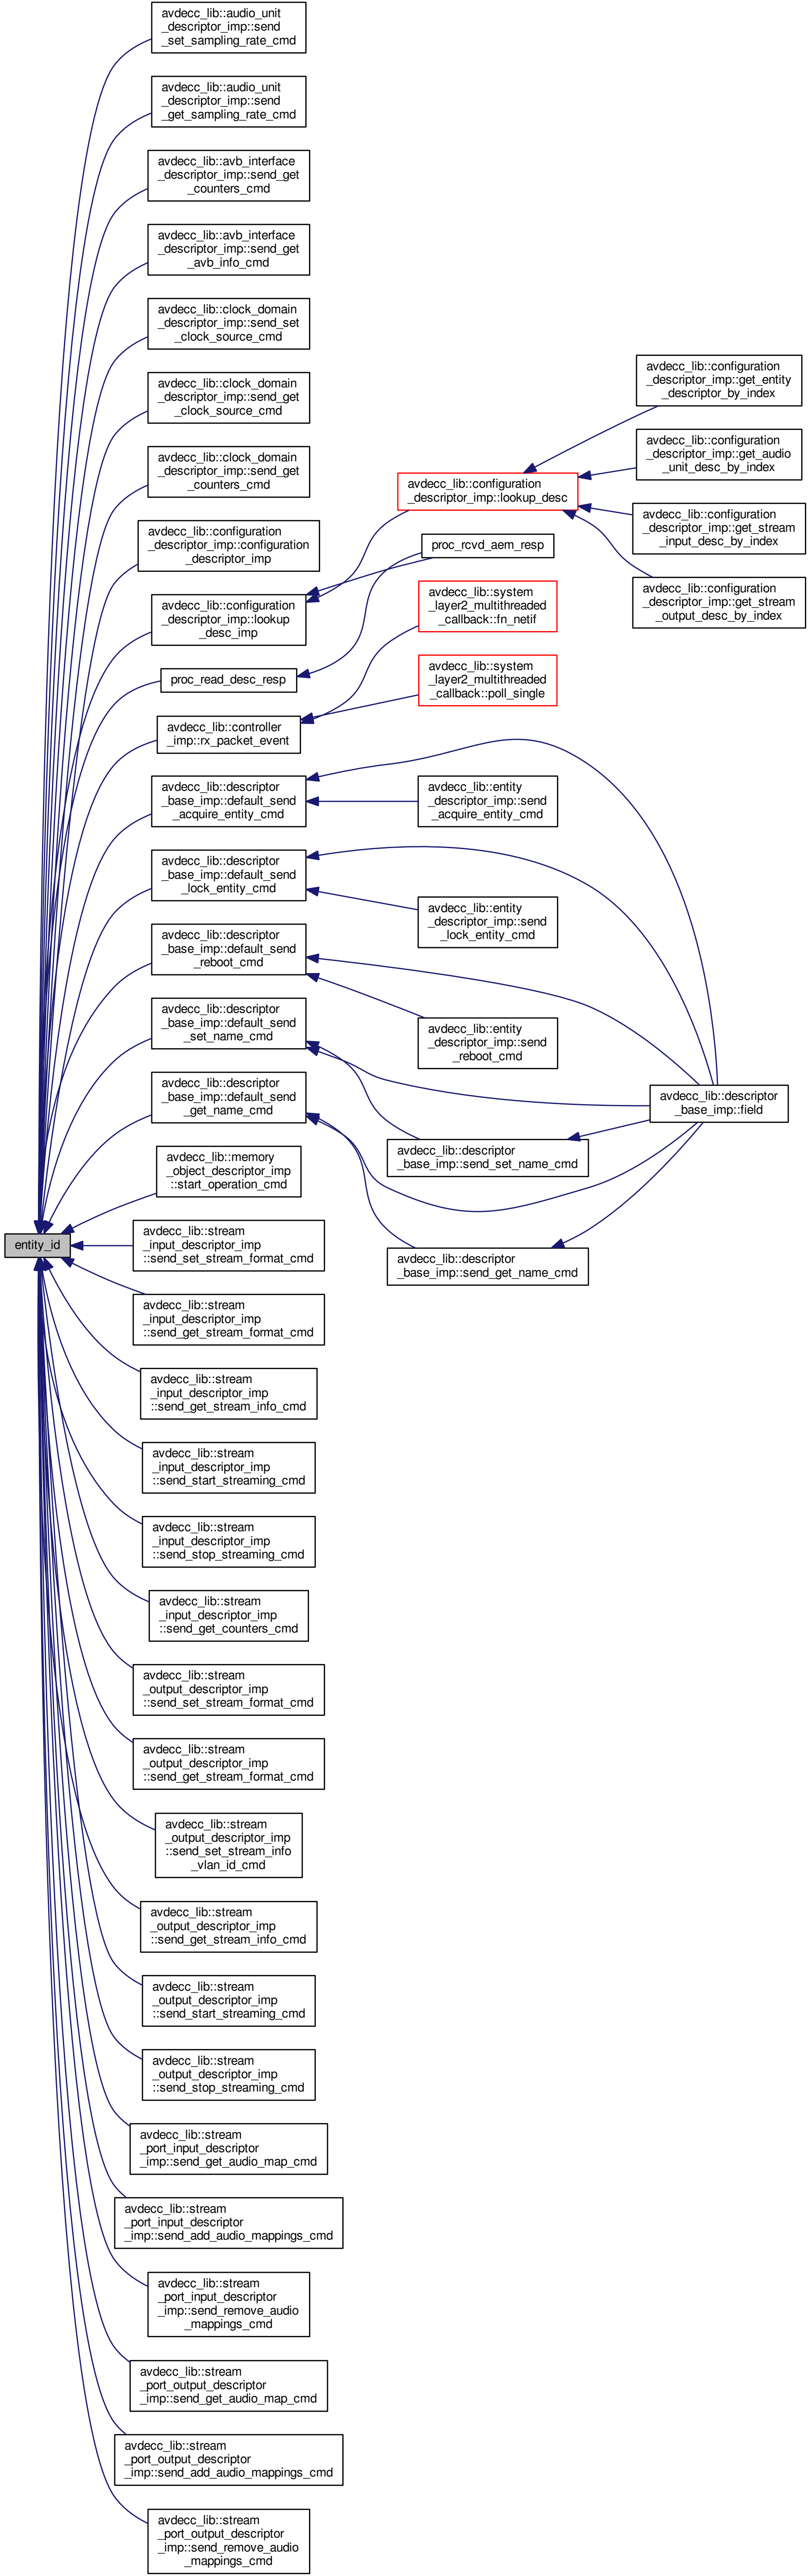 avdecc_lib::audio_unit
_descriptor_imp::send
_set_sampling_rate_cmd
avdecc_lib::audio_unit
_descriptor_imp::send
_get_sampling_rate_cmd
avdecc_lib::avb_interface
_descriptor_imp::send_get
_counters_cmd
avdecc_lib::avb_interface
_descriptor_imp::send_get
_avb_info_cmd
avdecc_lib::clock_domain
_descriptor_imp::send_set
_clock_source_cmd
avdecc_lib::clock_domain
_descriptor_imp::send_get
_clock_source_cmd
avdecc_lib::clock_domain
_descriptor_imp::send_get
_counters_cmd
avdecc_lib::configuration
_descriptor_imp::configuration
_descriptor_imp
avdecc_lib::configuration
_descriptor_imp::lookup
_desc_imp
proc_read_desc_resp
avdecc_lib::controller
_imp::rx_packet_event
avdecc_lib::descriptor
_base_imp::default_send
_acquire_entity_cmd
avdecc_lib::descriptor
_base_imp::default_send
_lock_entity_cmd
avdecc_lib::descriptor
_base_imp::default_send
_reboot_cmd
avdecc_lib::descriptor
_base_imp::default_send
_set_name_cmd
avdecc_lib::descriptor
_base_imp::default_send
_get_name_cmd
avdecc_lib::memory
_object_descriptor_imp
::start_operation_cmd
entity_id
avdecc_lib::stream
_input_descriptor_imp
::send_set_stream_format_cmd
avdecc_lib::stream
_input_descriptor_imp
::send_get_stream_format_cmd
avdecc_lib::stream
_input_descriptor_imp
::send_get_stream_info_cmd
avdecc_lib::stream
_input_descriptor_imp
::send_start_streaming_cmd
avdecc_lib::stream
_input_descriptor_imp
::send_stop_streaming_cmd
avdecc_lib::stream
_input_descriptor_imp
::send_get_counters_cmd
avdecc_lib::stream
_output_descriptor_imp
::send_set_stream_format_cmd
avdecc_lib::stream
_output_descriptor_imp
::send_get_stream_format_cmd
avdecc_lib::stream
_output_descriptor_imp
::send_set_stream_info
_vlan_id_cmd
avdecc_lib::stream
_output_descriptor_imp
::send_get_stream_info_cmd
avdecc_lib::stream
_output_descriptor_imp
::send_start_streaming_cmd
avdecc_lib::stream
_output_descriptor_imp
::send_stop_streaming_cmd
avdecc_lib::stream
_port_input_descriptor
_imp::send_get_audio_map_cmd
avdecc_lib::stream
_port_input_descriptor
_imp::send_add_audio_mappings_cmd
avdecc_lib::stream
_port_input_descriptor
_imp::send_remove_audio
_mappings_cmd
avdecc_lib::stream
_port_output_descriptor
_imp::send_get_audio_map_cmd
avdecc_lib::stream
_port_output_descriptor
_imp::send_add_audio_mappings_cmd
avdecc_lib::stream
_port_output_descriptor
_imp::send_remove_audio
_mappings_cmd
avdecc_lib::configuration
_descriptor_imp::lookup_desc
proc_rcvd_aem_resp
avdecc_lib::system
_layer2_multithreaded
_callback::fn_netif
avdecc_lib::system
_layer2_multithreaded
_callback::poll_single
avdecc_lib::entity
_descriptor_imp::send
_acquire_entity_cmd
avdecc_lib::entity
_descriptor_imp::send
_lock_entity_cmd
avdecc_lib::entity
_descriptor_imp::send
_reboot_cmd
avdecc_lib::descriptor
_base_imp::send_set_name_cmd
avdecc_lib::descriptor
_base_imp::send_get_name_cmd
avdecc_lib::configuration
_descriptor_imp::get_entity
_descriptor_by_index
avdecc_lib::configuration
_descriptor_imp::get_audio
_unit_desc_by_index
avdecc_lib::configuration
_descriptor_imp::get_stream
_input_desc_by_index
avdecc_lib::configuration
_descriptor_imp::get_stream
_output_desc_by_index
avdecc_lib::descriptor
_base_imp::field